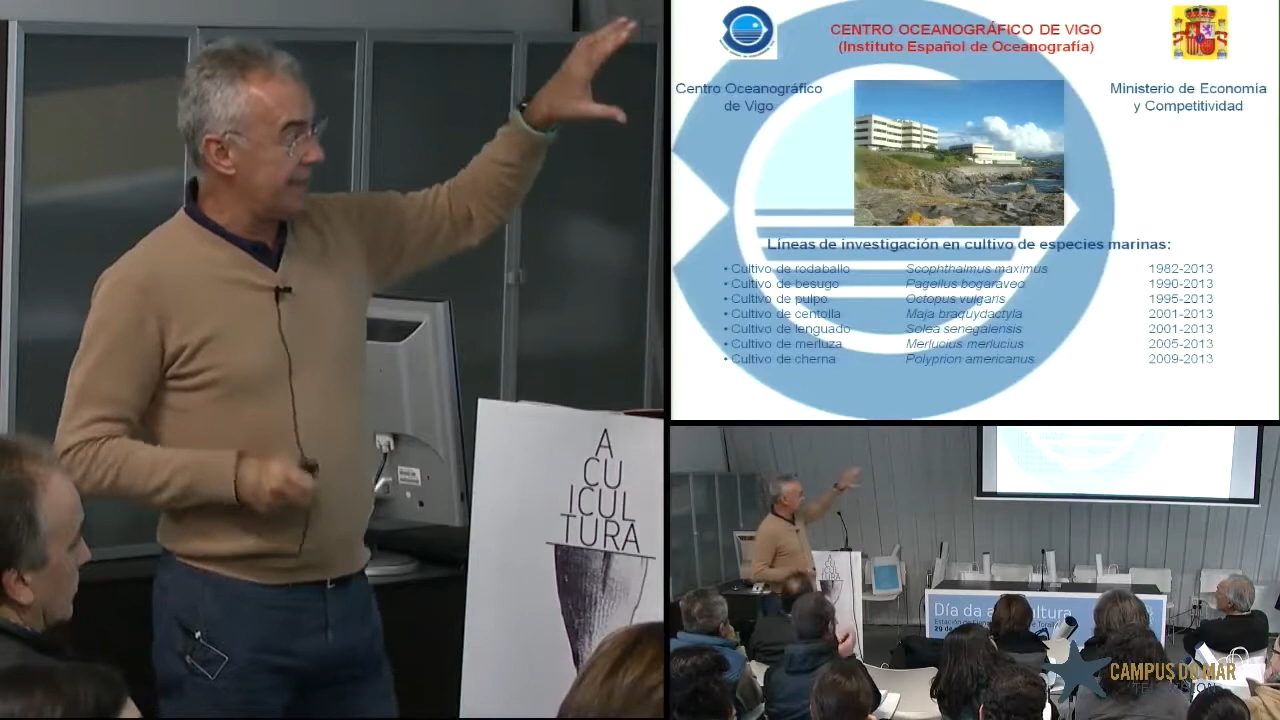 CENTRO OCEANOGRÁFICO DE VIGO
(Instituto Español de Oceanografía)
Centro Oceanográfico
de Vigo
Ministerio de Economía
y Competitividad
Líneas de investigación en cultivo de especies marinas:
• Cultivo de rodaballo Scophthalmus maximus 1982-2013
• Cultivo de besugo Pagellus bogaraveo 1990-2013
• Cultivo de pulpo Octopus vulgaris 1995-2013
• Cultivo de centolla Maja braquydactyla 2001-2013
• Cultivo de lenguado Solea senegalensis 2001-2013
• Cultivo de merluza Merlucius merlucius 2005-2013
• Cultivo de cherna Polyprion americanus 2009-2013
A
CU
ICUL
TURA
A
CU
ICUL
TURA
Día da a ultura
CAMPUS DO MAR